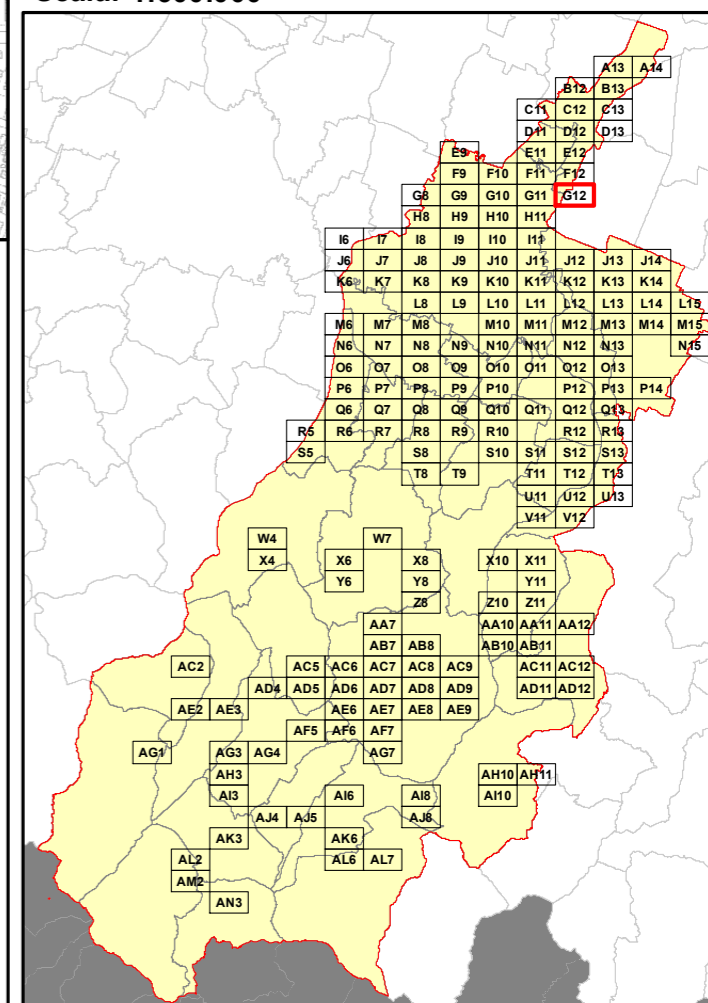 A13 A14
B12 B13
C11 C12 C13
D11 D12 D13
E9 E11 E12
F9 F10 F11 F12
G8 G9 G10 G11 G12
H8 H9 H10 H11
I6 I7 I8 I9 I10 I11
J6 J7 J8 J9 J10 J11 J12 J13 J14
K6 K7 K8 K9 K10 K11 K12 K13 K14
L8 L9 L10 L11 L12 L13 L14 L15
M6 M7 M8 M10 M11 M12 M13 M14 M15
N6 N7 N8 N9 N10 N11 N12 N13 N15
O6 O7 O8 O9 O10 O11 O12 O13
P6 P7 P8 P9 P10 P12 P13 P14
Q6 Q7 Q8 Q9 Q10 Q11 Q12 Q13
R5 R6 R7 R8 R9 R10 R12 R13
S5 S8 S10 S11 S12 S13
T8 T9 T11 T12 T13
U11 U12 U13
V11 V12
W4 W7
X4 X6 X8 X10 X11
Y6 Y8 Y11
Z8 Z10 Z11
AA7 AA10 AA11 AA12
AB7 AB8 AB10 AB11
AC2 AC5 AC6 AC7 AC8 AC9 AC11 AC12
AD4 AD5 AD6 AD7 AD8 AD9 AD11 AD12
AE2 AE3 AE6 AE7 AE8 AE9
AF5 AF6 AF7
AG1 AG3 AG4 AG7
AH3 AH10 AH11
AI3 AI6 AI8 AI10
AJ4 AJ5 AJ8
AK3 AK6
AL2 AL6 AL7
AM2
AN3